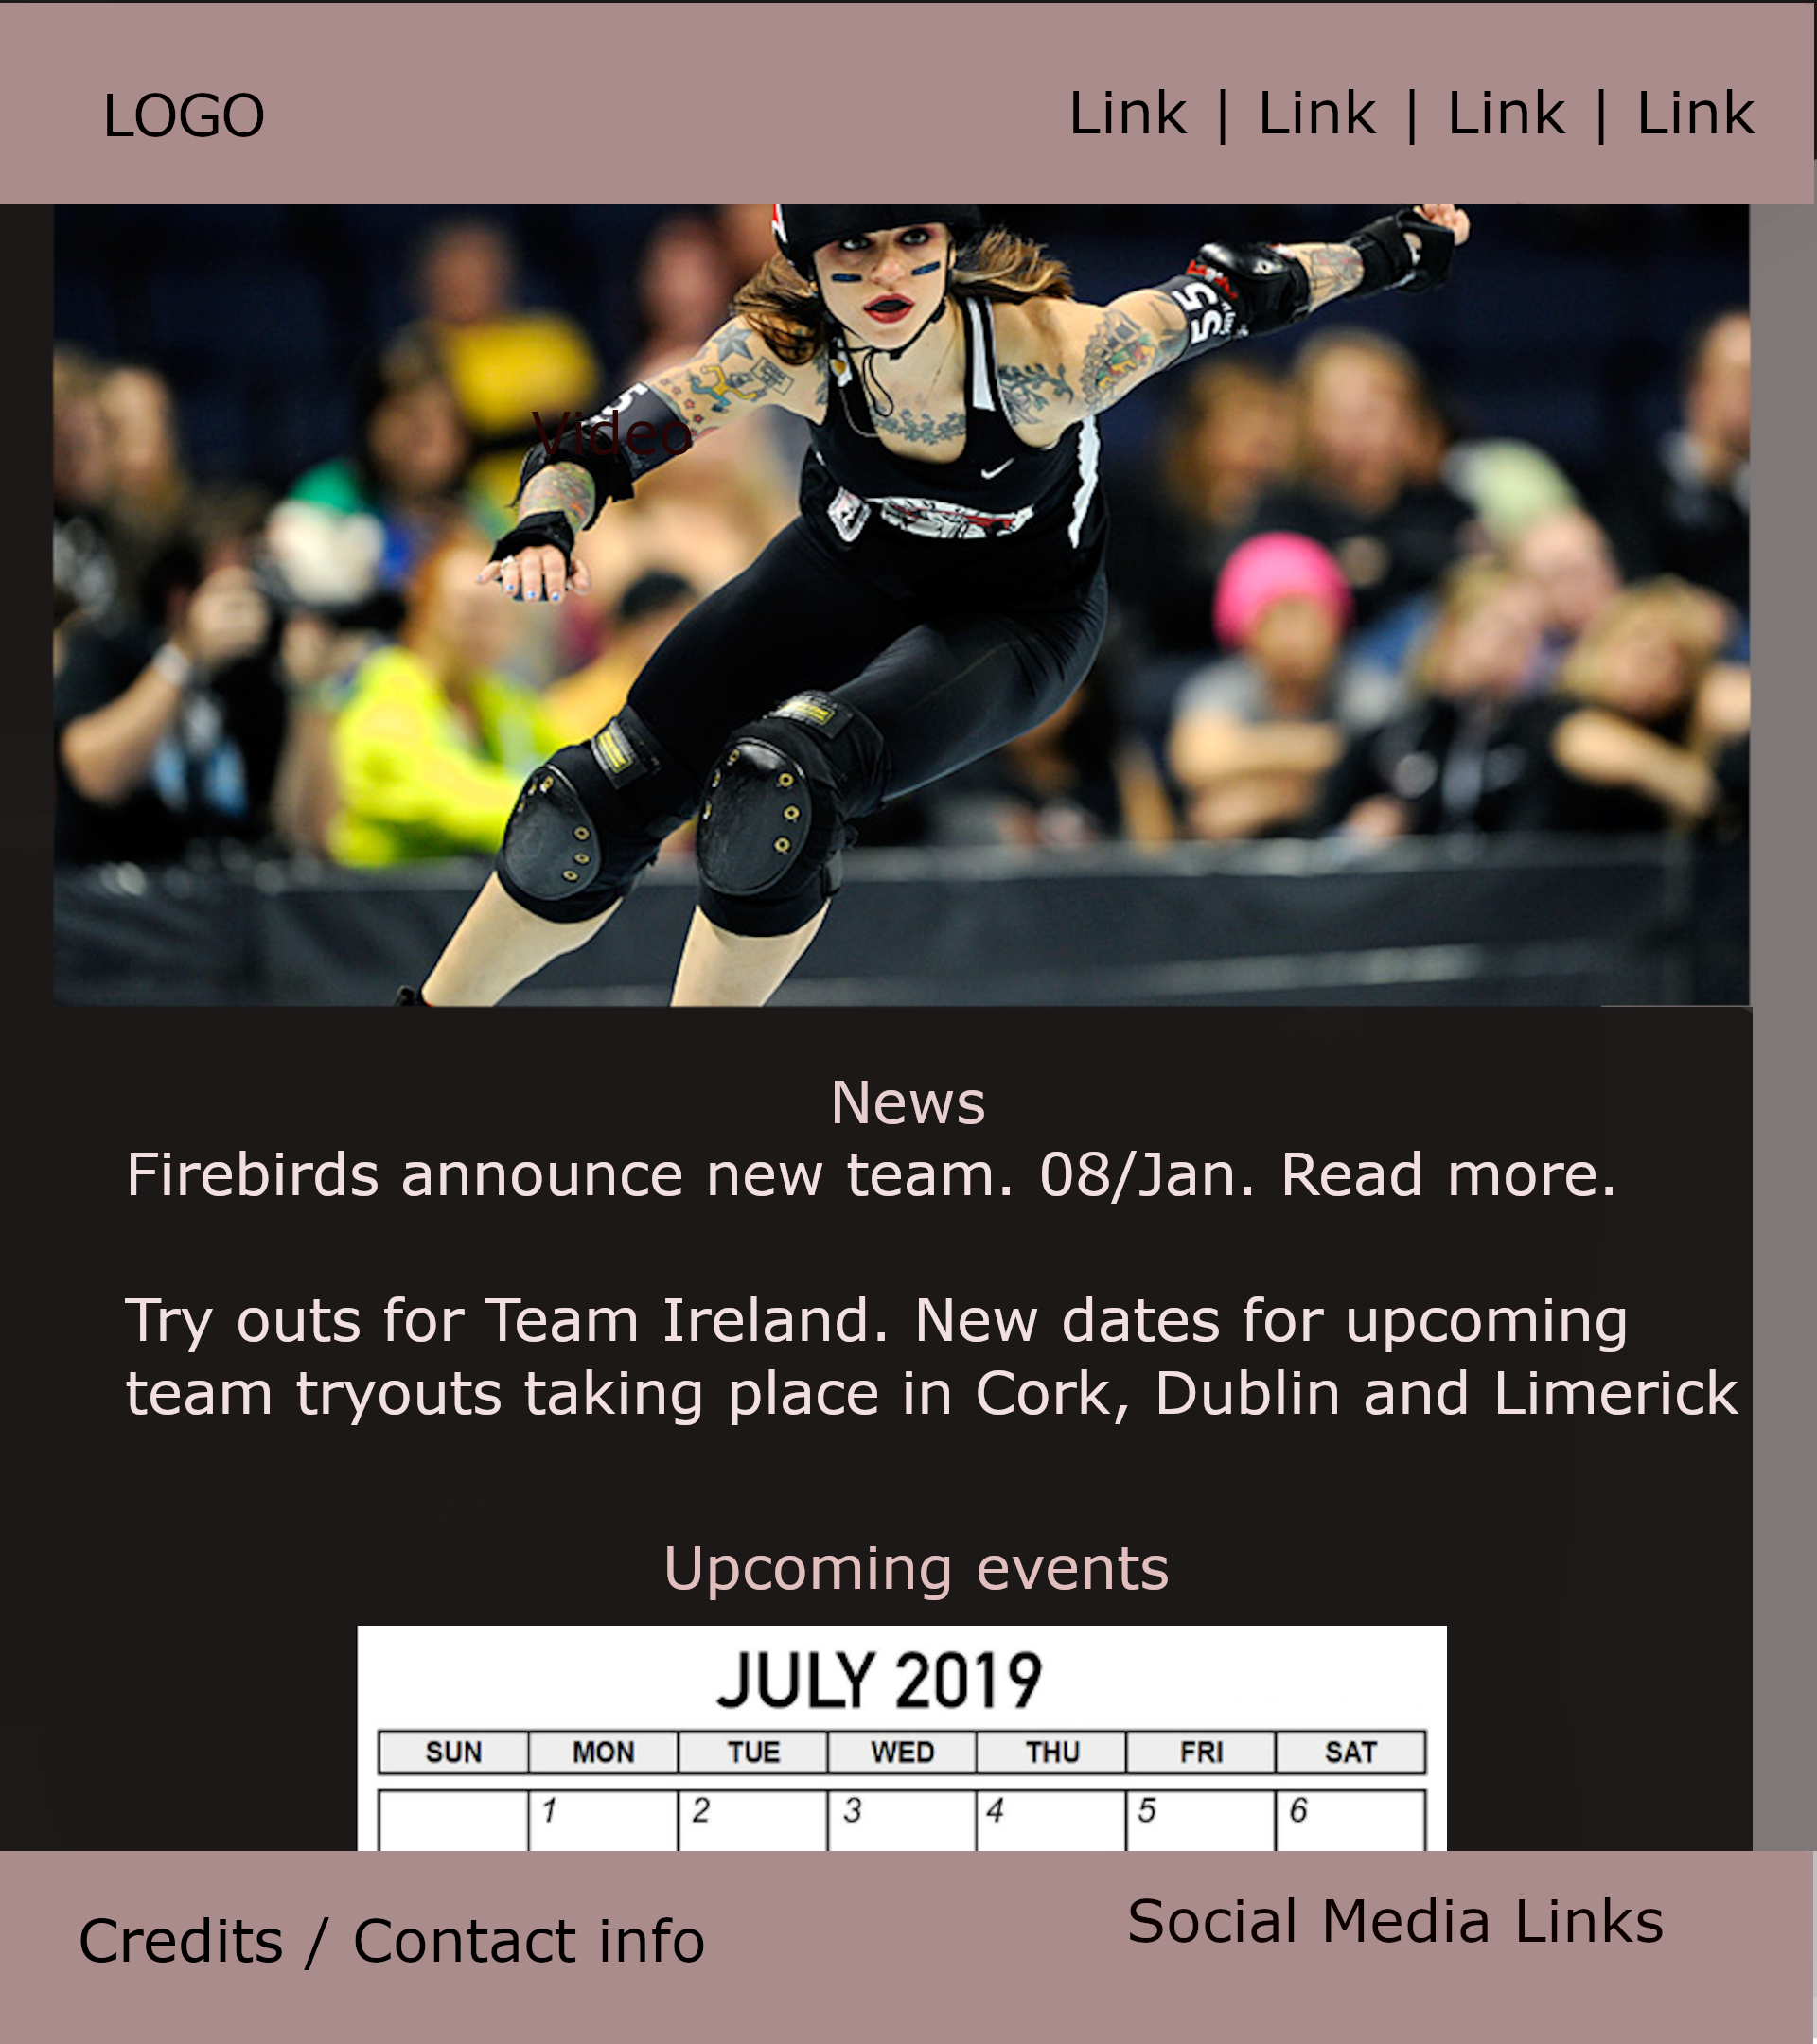 LOGO
Link | Link | Link | Link
55
5
Video
News
Firebirds announce new team. 08/Jan. Read more.
Try outs for Team Ireland. New dates for upcoming
team tryouts taking place in Cork, Dublin and Limerick
Upcoming events
JULY 2019
SUN MON TUE WED THU FRI SAT
1 2 3 4 5 6
Credits / Contact info
Social Media Links